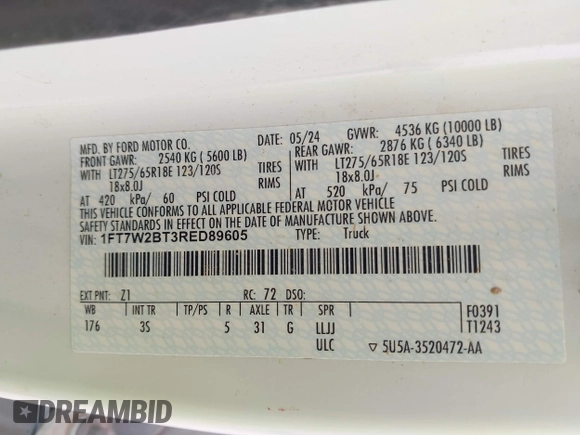 MFD. BY FORD MOTOR CO. DATE: 05/24 GVWR: 4536 KG (10000 LB)
FRONT GAWR: 2540 KG ( 5600 LB) REAR GAWR: 2876 KG ( 6340 LB)
WITH LT275/65R18E 123/120S TIRES WITH LT275/65R18E 123/120S TIRES
18x8.0J RIMS 18x8.0J RIMS
AT 420 kPa/ 60 PSI COLD AT 520 kPa/ 75 PSI COLD
THIS VEHICLE CONFORMS TO ALL APPLICABLE FEDERAL MOTOR VEHICLE
SAFETY STANDARDS IN EFFECT ON THE DATE OF MANUFACTURE SHOWN ABOVE.
VIN: 1FT7W2BT3RED89605 TYPE: Truck
EXT PNT: Z1 RC: 72 DSO:
WB INT TR TP/PS R AXLE TR SPR F0391
176 3S 5 31 G LLJJ T1243
ULC ▽ 5U5A-3520472-AA
DREAMBID